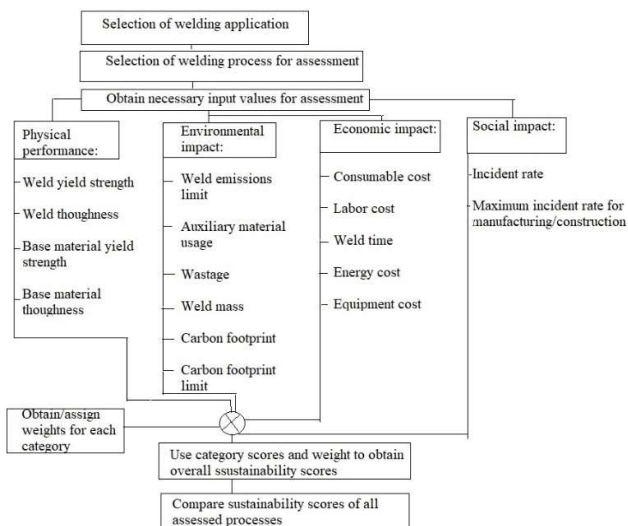 Selection of welding application
Selection of welding process for assessment
Obtain necessary input values for assessment
Physical
performance:
Weld yield strength
Weld thoughness
Base material yield
strength
Base material
thoughness
Environmental
impact:
Weld emissions
limit
Auxiliary material
usage
Wastage
Weld mass
Carbon footprint
Carbon footprint
limit
Economic impact:
Consumable cost
Labor cost
Weld time
Energy cost
Equipment cost
Social impact:
Incident rate
Maximum incident rate for
manufacturing/construction
Obtain/assign
weights for each
category
Use category scores and weight to obtain
overall ssustainability scores
Compare sustainability scores of all
assessed processes